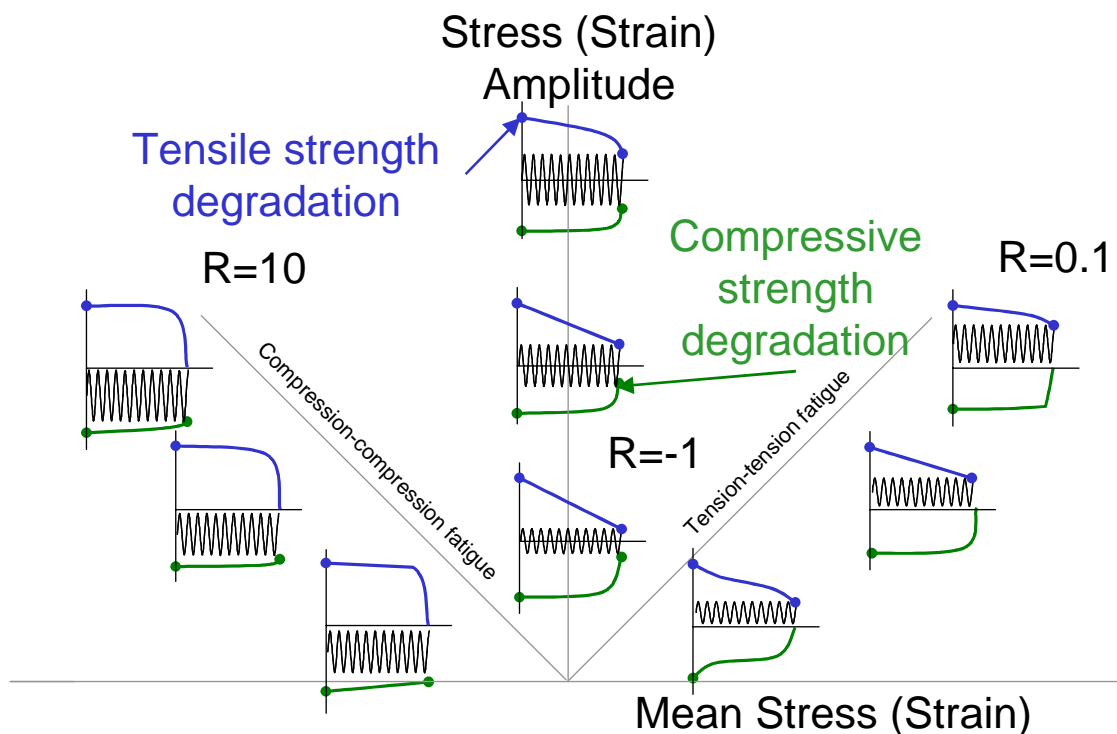 Stress (Strain)
Amplitude
Tensile strength
degradation
Compressive
strength
degradation
R=10
R=0.1
Compression-compression fatigue
R=-1
Tension-tension fatigue
Mean Stress (Strain)